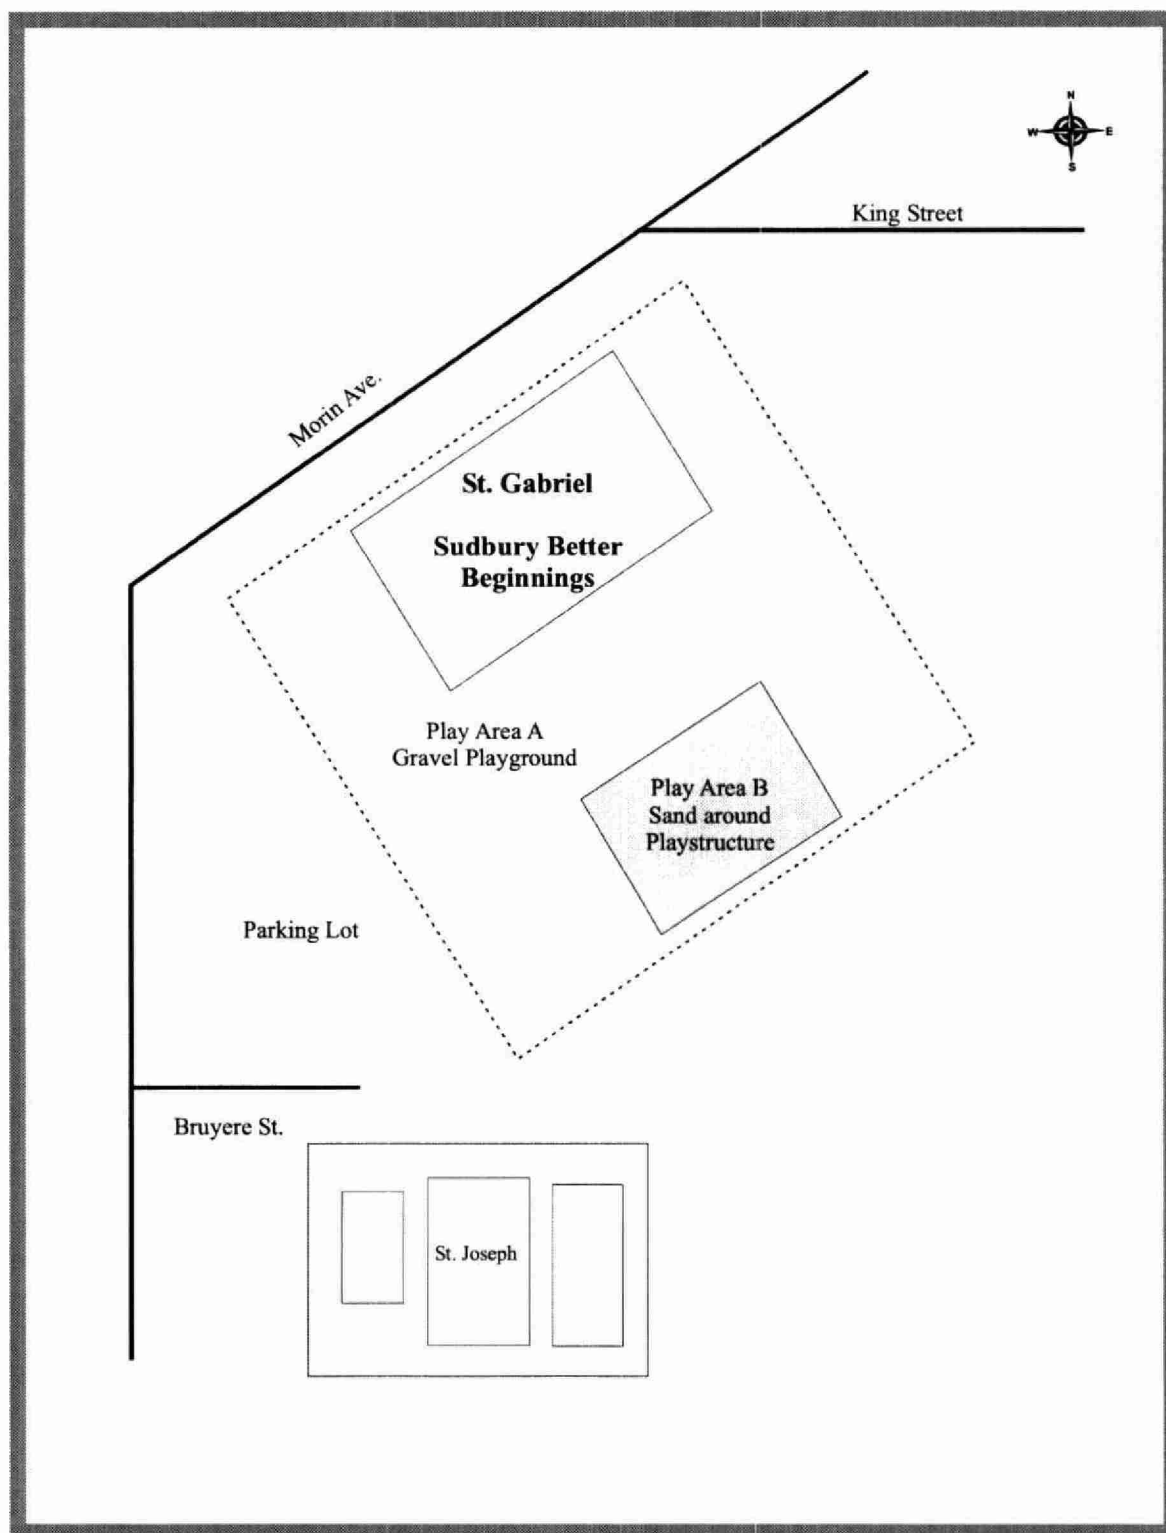 N
W E
S
King Street
Morin Ave.
St. Gabriel
Sudbury Better
Beginnings
Play Area A
Gravel Playground
Play Area B
Sand around
Playstructure
Parking Lot
Bruyere St.
St. Joseph